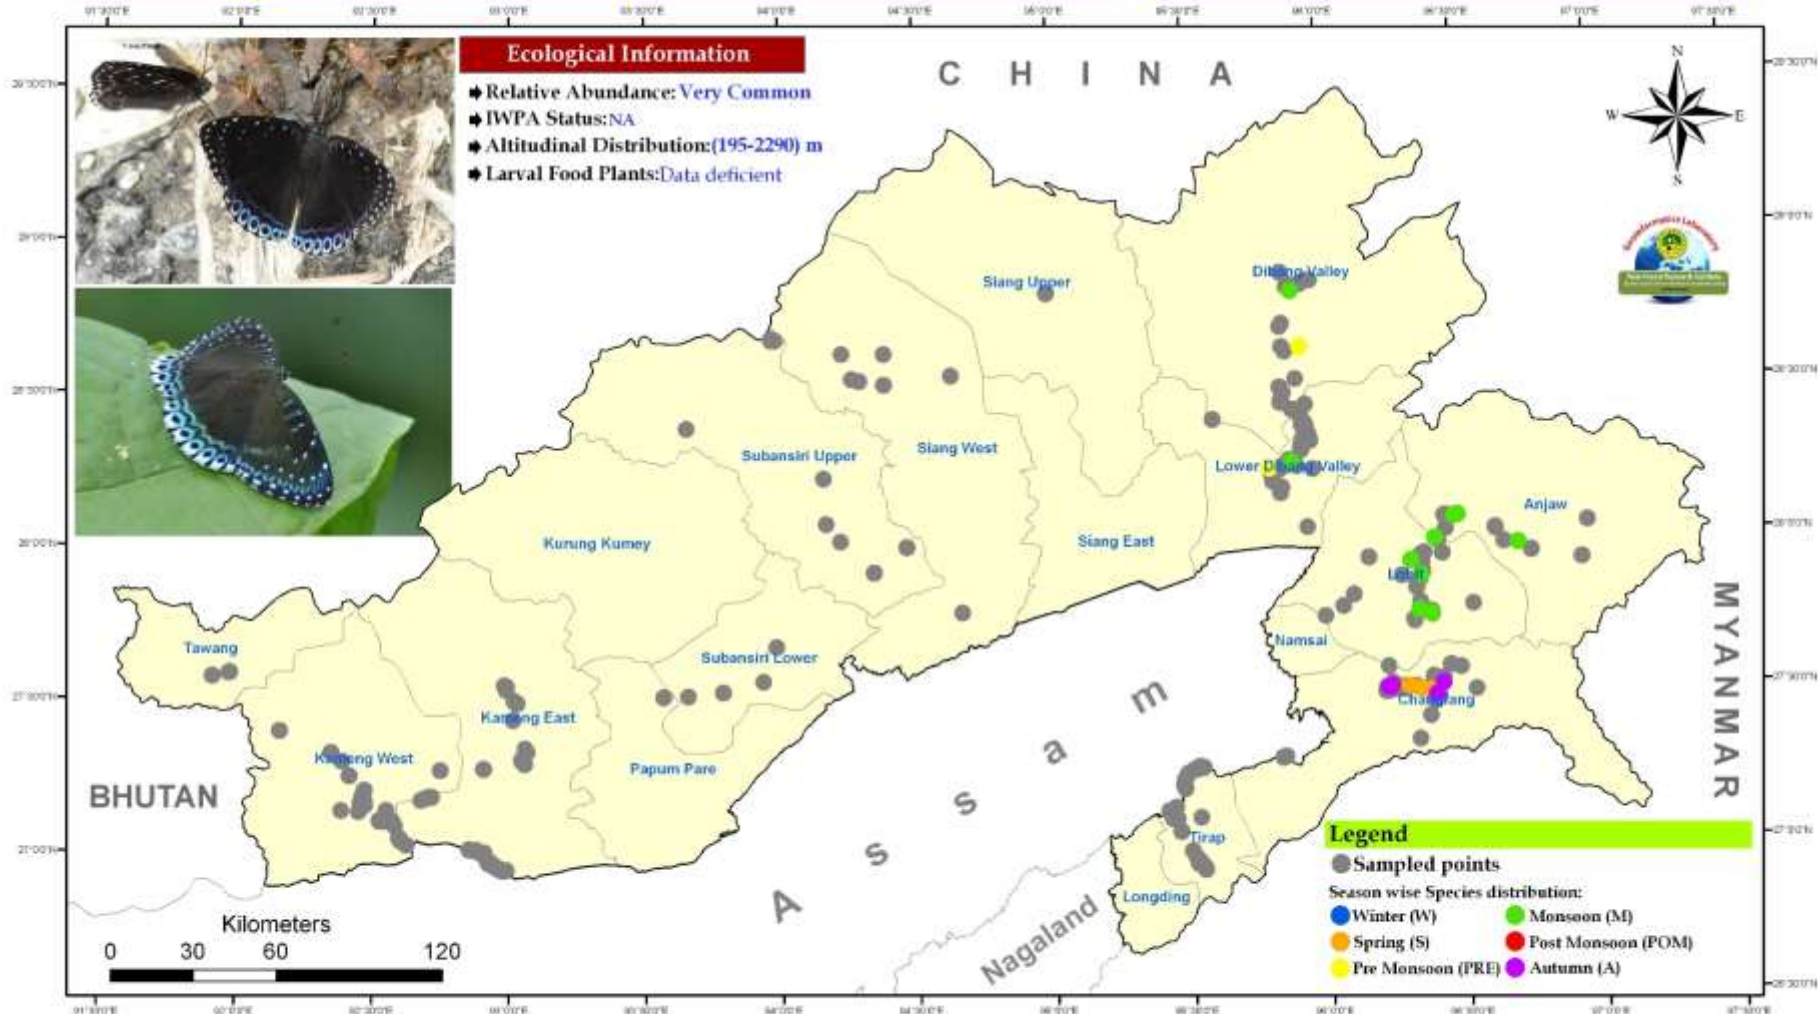 Ecological Information
Relative Abundance: Very Common
IWPA Status:NA
Altitudinal Distribution:(195-2290) m
Larval Food Plants:Data deficient
C H I N A
N
W E
S
Dibang Valley
Siang Upper
Subansiri Upper
Siang West
Lower Dibang Valley
Anjaw
Kurung Kumey
Siang East
Lohit
Tawang
Subansiri Lower
Namsai
Kameng East
Changlang
Kameng West
Papum Pare
BHUTAN
MYANMAR
Assam
Tirap
Longding
Nagaland
Kilometers
0 30 60 120
Legend
Sampled points
Season wise Species distribution:
Winter (W) Monsoon (M)
Spring (S) Post Monsoon (POM)
Pre Monsoon (PRE) Autumn (A)